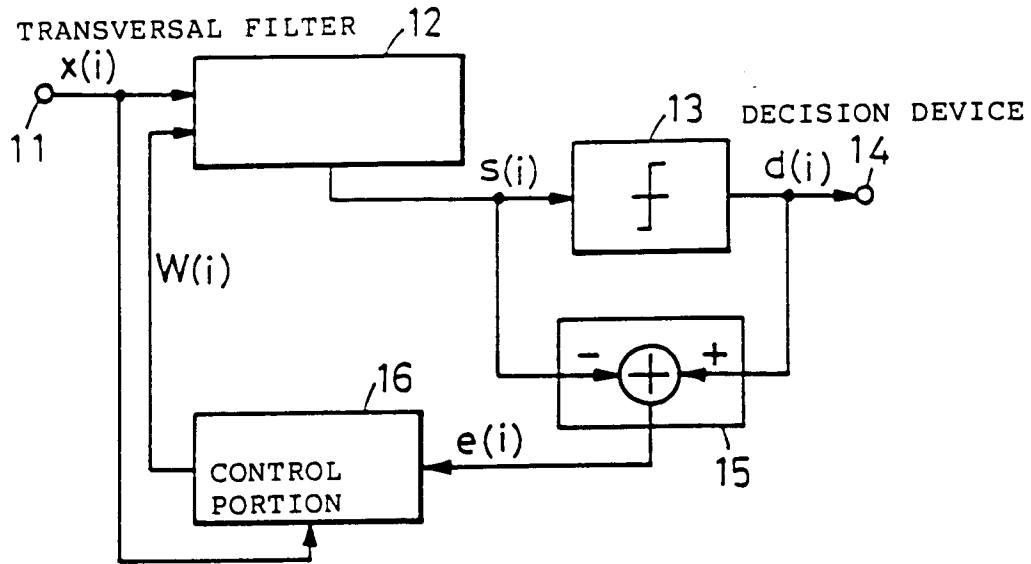 TRANSVERSAL FILTER
12
x(i)
11
13
DECISION DEVICE
14
s(i)
d(i)
W(i)
- + +
16
e(i)
15
CONTROL
PORTION